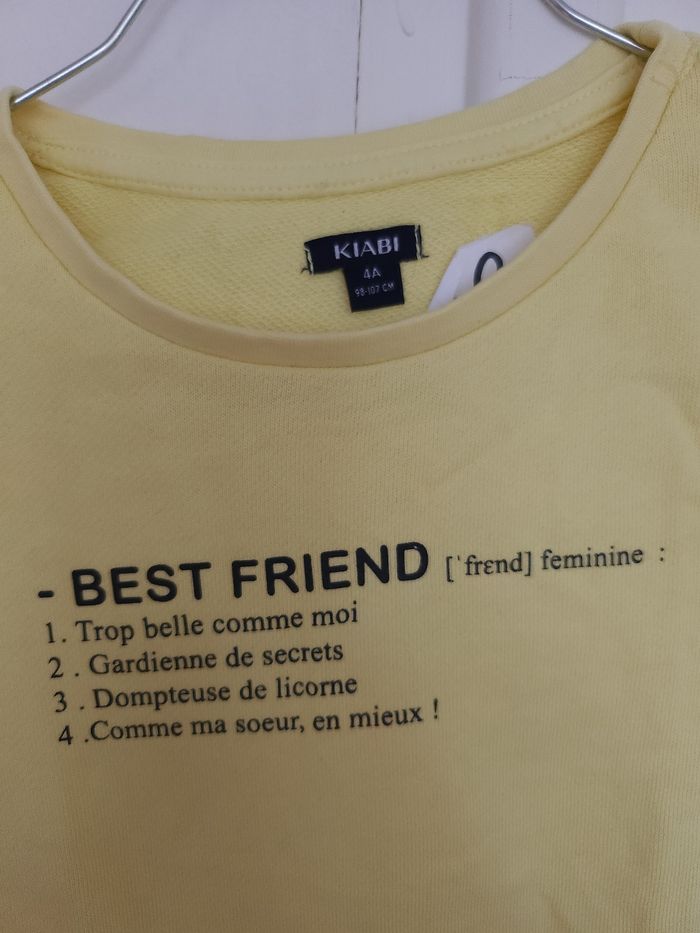 KIABI
4A
98-107 CM
- BEST FRIEND [ˈfrɛnd] feminine :
1. Trop belle comme moi
2 . Gardienne de secrets
3 . Dompteuse de licorne
4 .Comme ma soeur, en mieux !